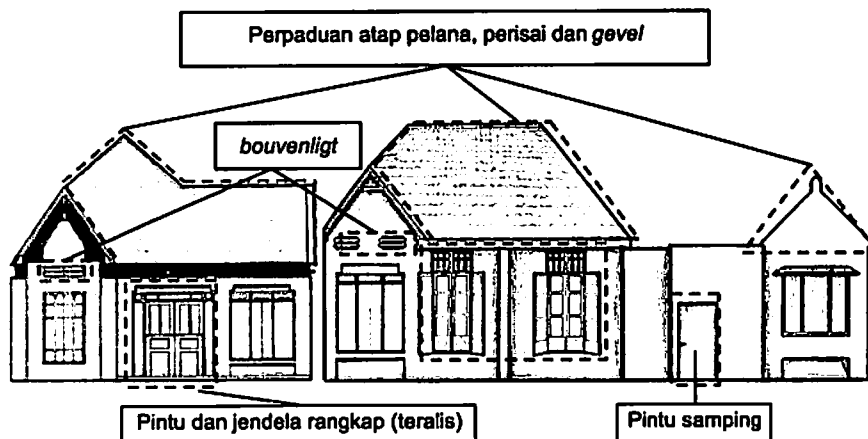 Perpaduan atap pelana, perisai dan gevel
bouvenligt
Pintu dan jendela rangkap (teralis)
Pintu samping